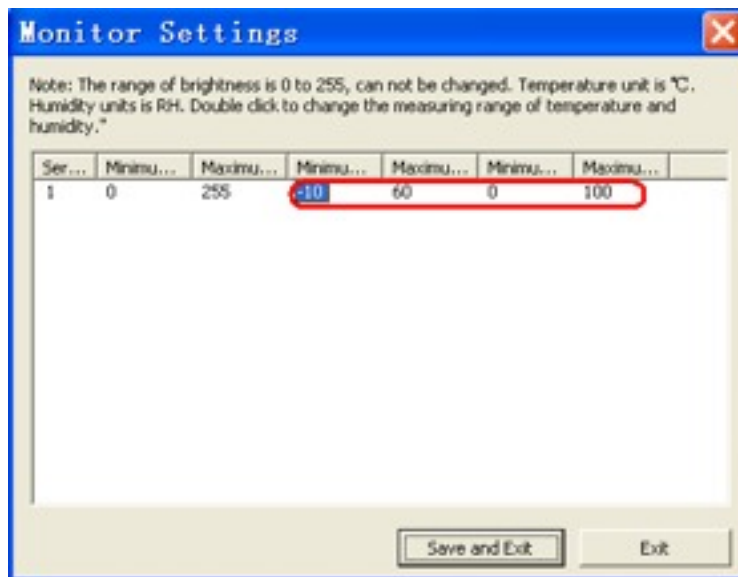 Monitor Settings
Note: The range of brightness is 0 to 255, can not be changed. Temperature unit is ℃.
Humidity units is RH. Double click to change the measuring range of temperature and
humidity."
Ser... Minimu... Maximu... Minimu... Maximu... Minimu... Maximu...
1 0 255 -10 60 0 100
Save and Exit Exit